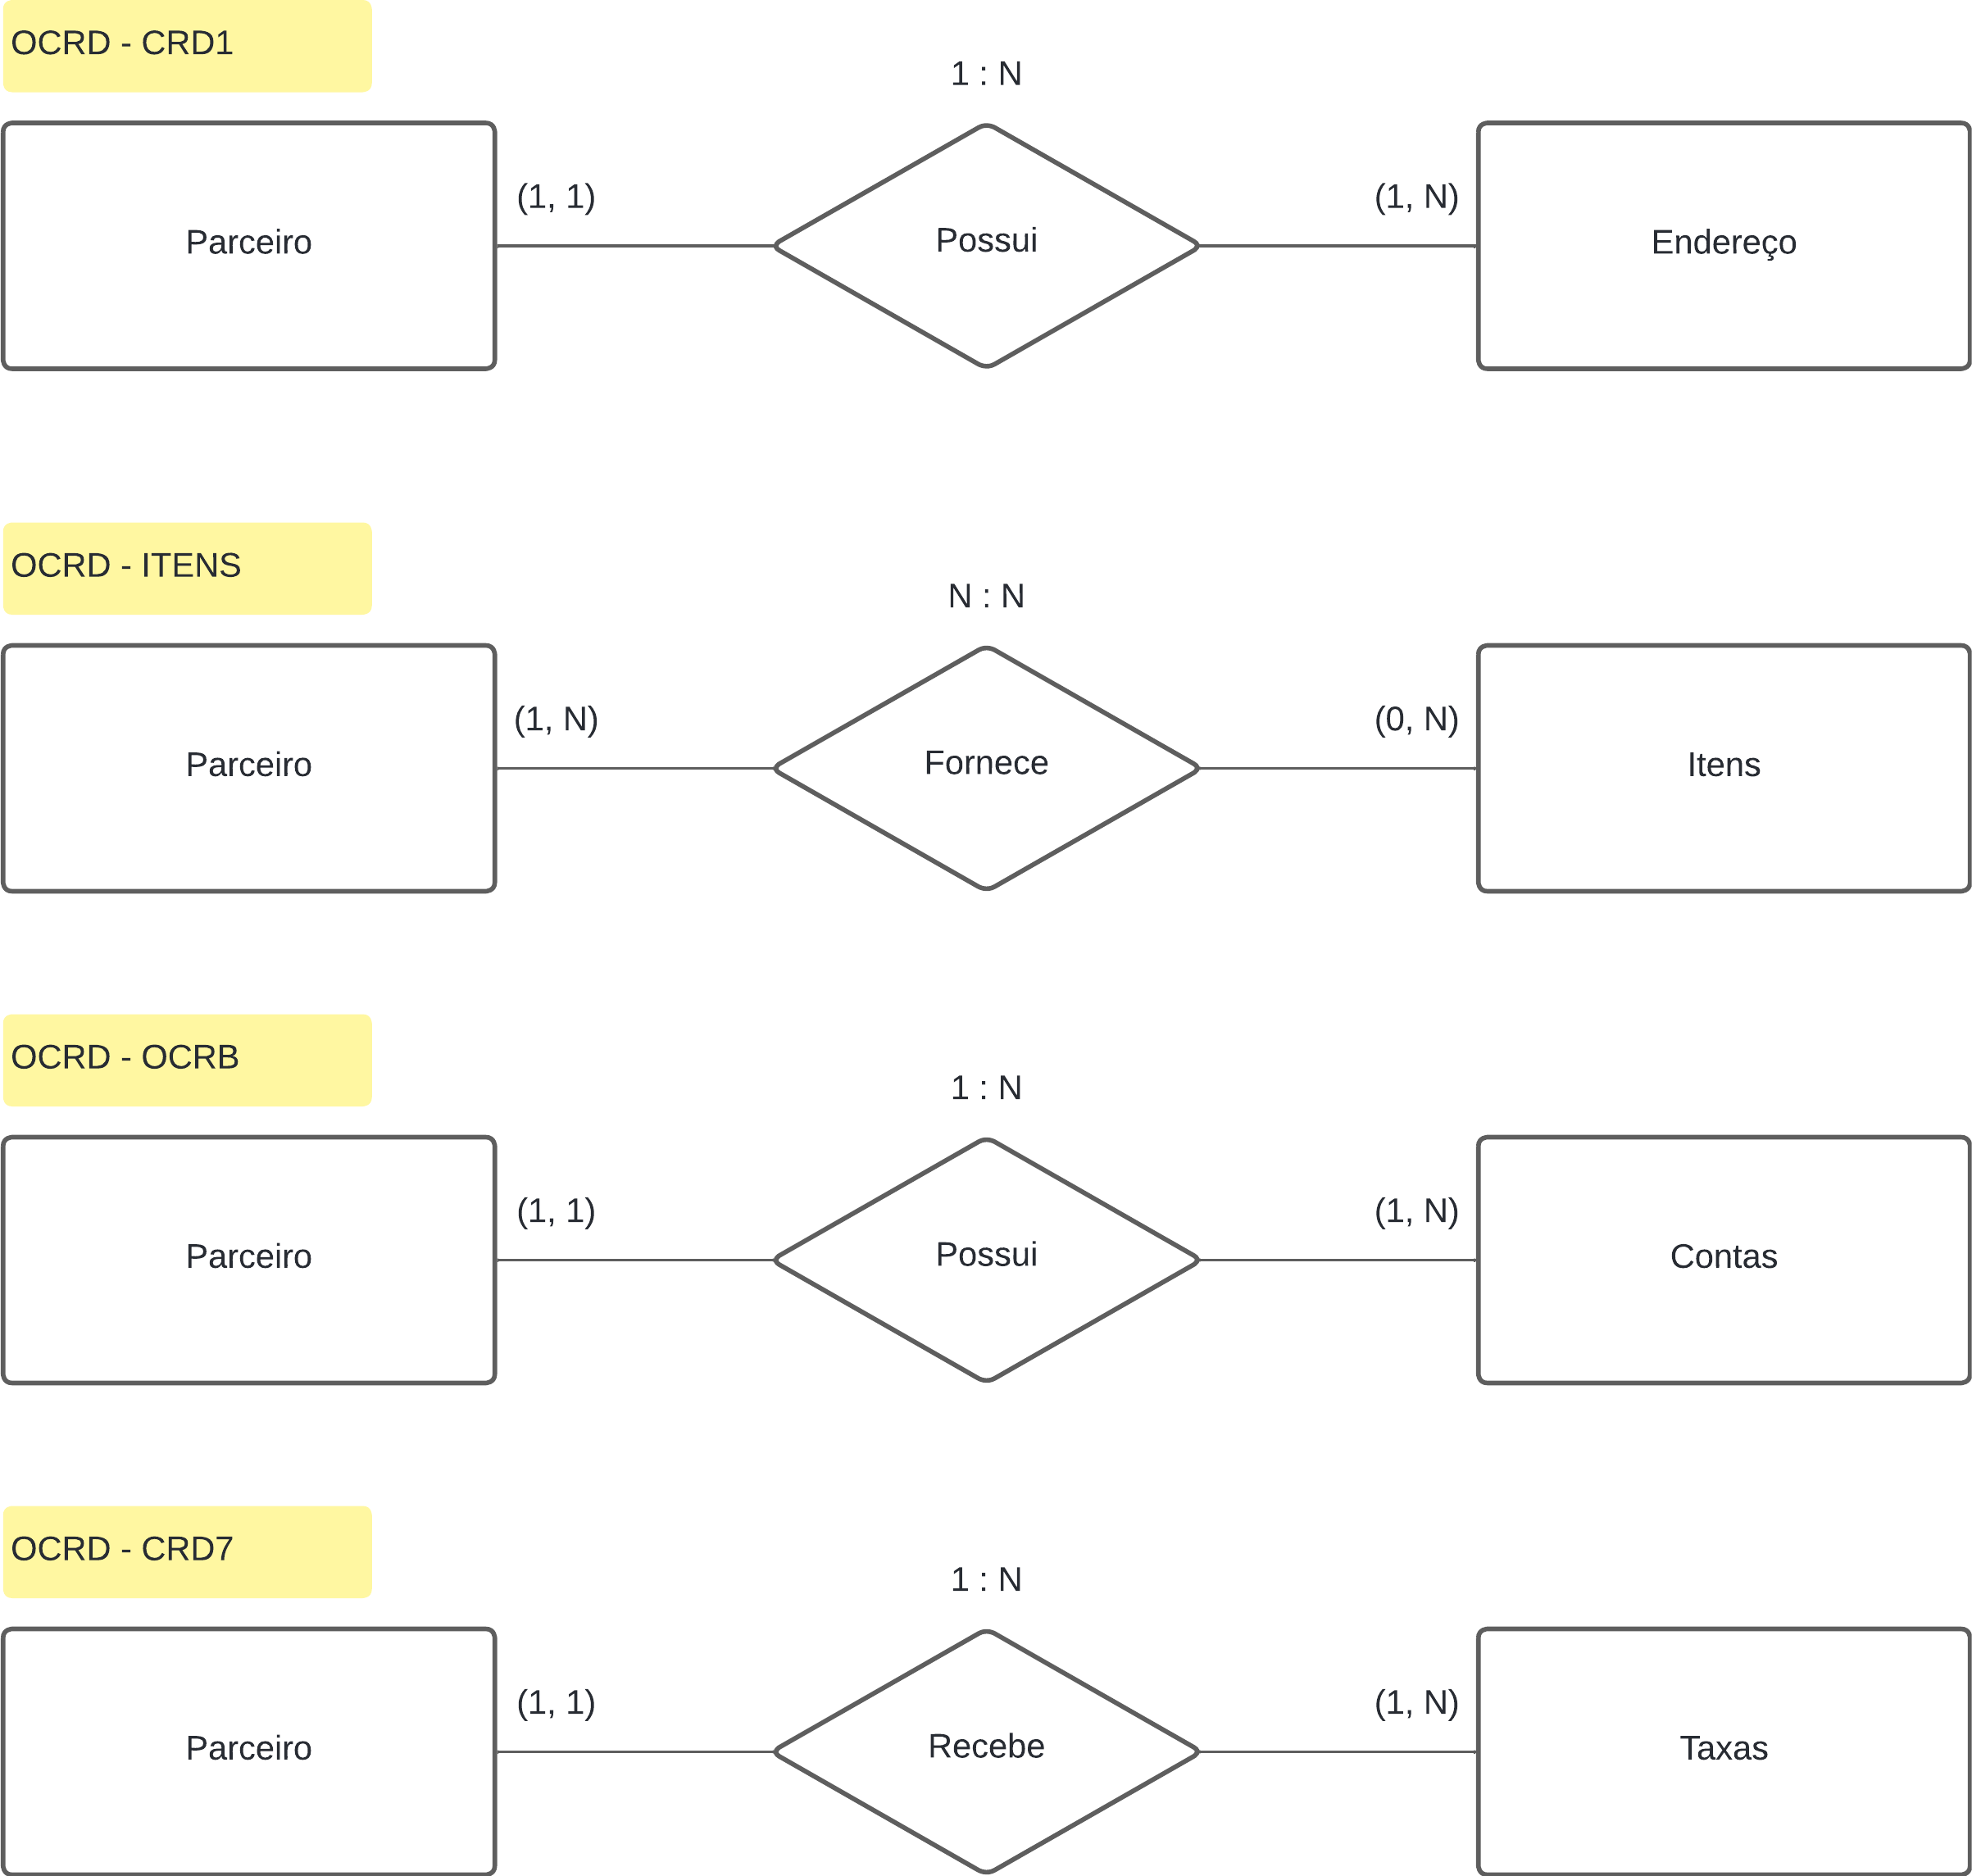 OCRD - CRD1
1 : N
Parceiro
(1, 1)
Possui
(1, N)
Endereço
OCRD - ITENS
N : N
Parceiro
(1, N)
Fornece
(0, N)
Itens
OCRD - OCRB
1 : N
Parceiro
(1, 1)
Possui
(1, N)
Contas
OCRD - CRD7
1 : N
Parceiro
(1, 1)
Recebe
(1, N)
Taxas